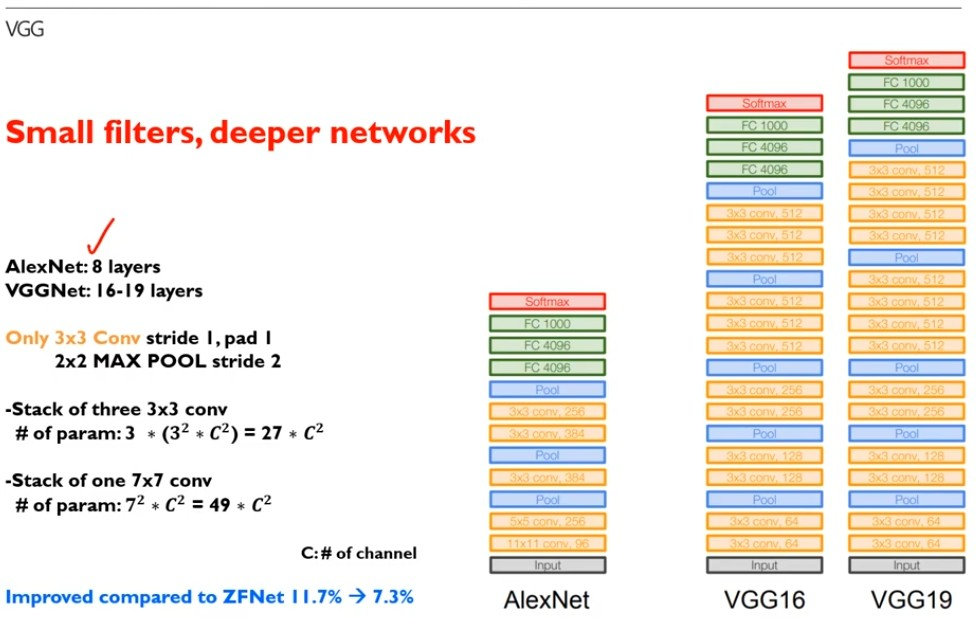 VGG
Small filters, deeper networks
AlexNet: 8 layers
VGGNet: 16-19 layers
Only 3x3 Conv stride 1, pad 1
2x2 MAX POOL stride 2
-Stack of three 3x3 conv
# of param: 3 * (3² * C²) = 27 * C²
-Stack of one 7x7 conv
# of param: 7² * C² = 49 * C²
C: # of channel
Improved compared to ZFNet 11.7% → 7.3%
Softmax
FC 1000
FC 4096
FC 4096
Pool
3x3 conv, 256
3x3 conv, 384
Pool
3x3 conv, 384
Pool
5x5 conv, 256
11x11 conv, 96
Input
AlexNet
Softmax
FC 1000
FC 4096
FC 4096
Pool
3x3 conv, 512
3x3 conv, 512
3x3 conv, 512
Pool
3x3 conv, 512
3x3 conv, 512
3x3 conv, 512
Pool
3x3 conv, 256
3x3 conv, 256
Pool
3x3 conv, 128
3x3 conv, 128
Pool
3x3 conv, 64
3x3 conv, 64
Input
VGG16
Softmax
FC 1000
FC 4096
FC 4096
Pool
3x3 conv, 512
3x3 conv, 512
3x3 conv, 512
3x3 conv, 512
Pool
3x3 conv, 512
3x3 conv, 512
3x3 conv, 512
3x3 conv, 512
Pool
3x3 conv, 256
3x3 conv, 256
Pool
3x3 conv, 128
3x3 conv, 128
Pool
3x3 conv, 64
3x3 conv, 64
Input
VGG19